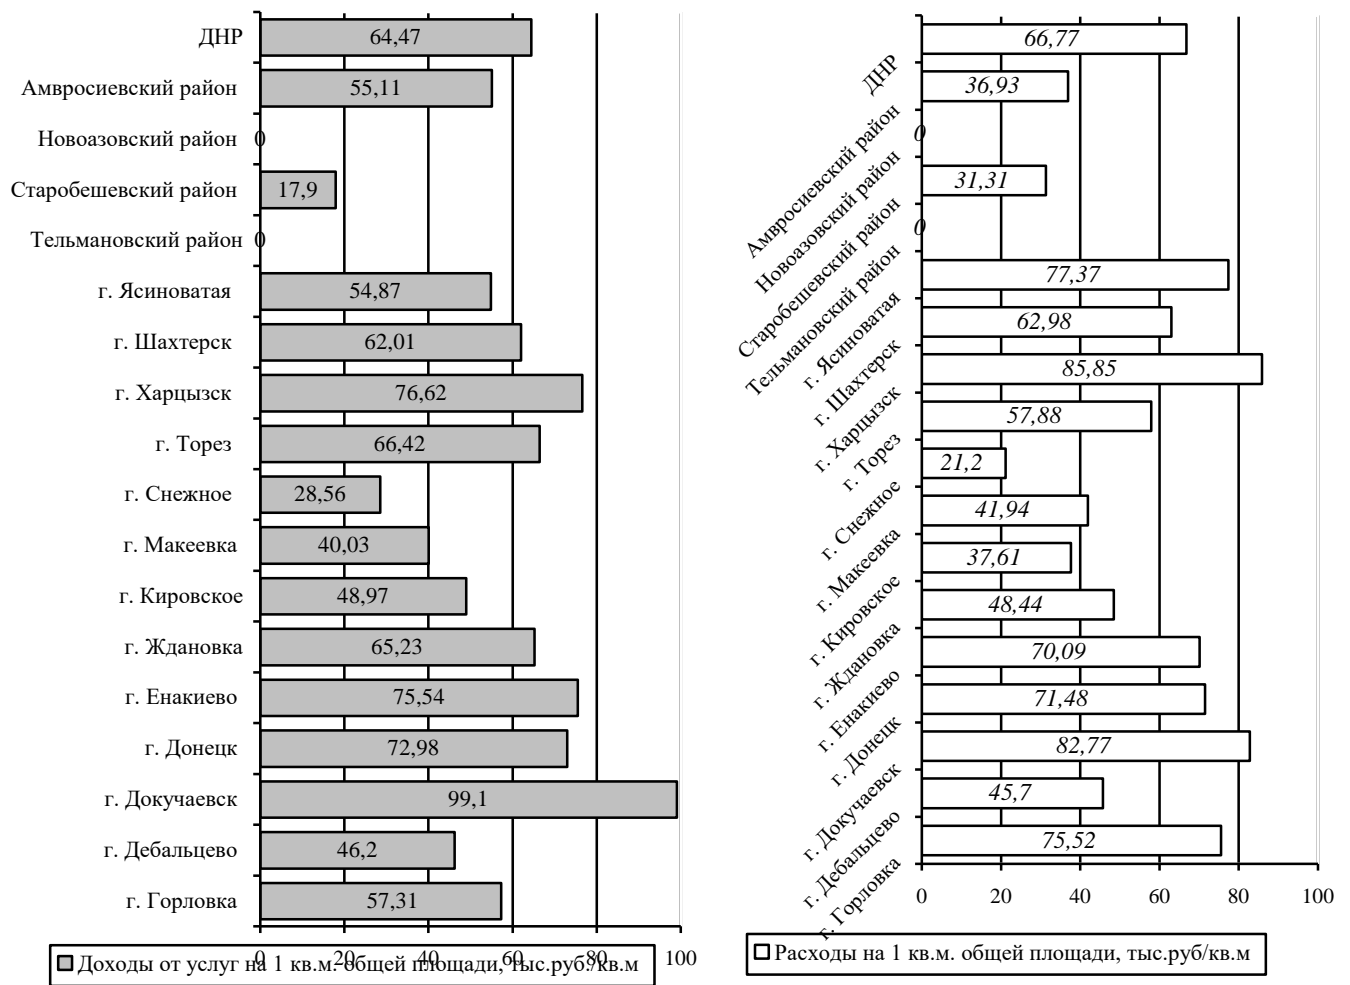 ДНР 64,47
Амвросиевский район 55,11
Новоазовский район 0
Старобешевский район 17,9
Тельмановский район 0
г. Ясиноватая 54,87
г. Шахтерск 62,01
г. Харцызск 76,62
г. Торез 66,42
г. Снежное 28,56
г. Макеевка 40,03
г. Кировское 48,97
г. Ждановка 65,23
г. Енакиево 75,54
г. Донецк 72,98
г. Докучаевск 99,1
г. Дебальцево 46,2
г. Горловка 57,31
0 20 40 60 80 100
Доходы от услуг на 1 кв.м. общей площади, тыс.руб./кв.м
ДНР 66,77
Амвросиевский район 36,93
Новоазовский район 0
Старобешевский район 31,31
Тельмановский район 0
г. Ясиноватая 77,37
г. Шахтерск 62,98
г. Харцызск 85,85
г. Торез 57,88
г. Снежное 21,2
г. Макеевка 41,94
г. Кировское 37,61
г. Ждановка 48,44
г. Енакиево 70,09
г. Донецк 71,48
г. Докучаевск 82,77
г. Дебальцево 45,7
г. Горловка 75,52
0 20 40 60 80 100
Расходы на 1 кв.м. общей площади, тыс.руб/кв.м